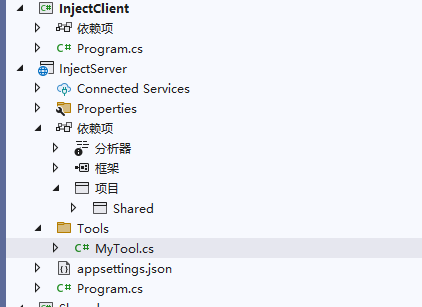 C# InjectClient
依赖项
C# Program.cs
InjectServer
Connected Services
Properties
依赖项
分析器
框架
项目
Shared
Tools
C# MyTool.cs
appsettings.json
C# Program.cs